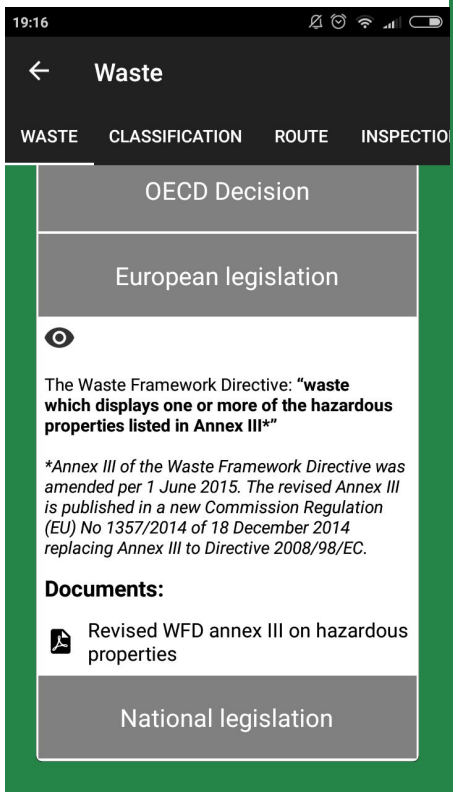 19:16
Waste
WASTE CLASSIFICATION ROUTE INSPECTIO
OECD Decision
European legislation
The Waste Framework Directive: “waste
which displays one or more of the hazardous
properties listed in Annex III*”
*Annex III of the Waste Framework Directive was
amended per 1 June 2015. The revised Annex III
is published in a new Commission Regulation
(EU) No 1357/2014 of 18 December 2014
replacing Annex III to Directive 2008/98/EC.
Documents:
Revised WFD annex III on hazardous
properties
National legislation